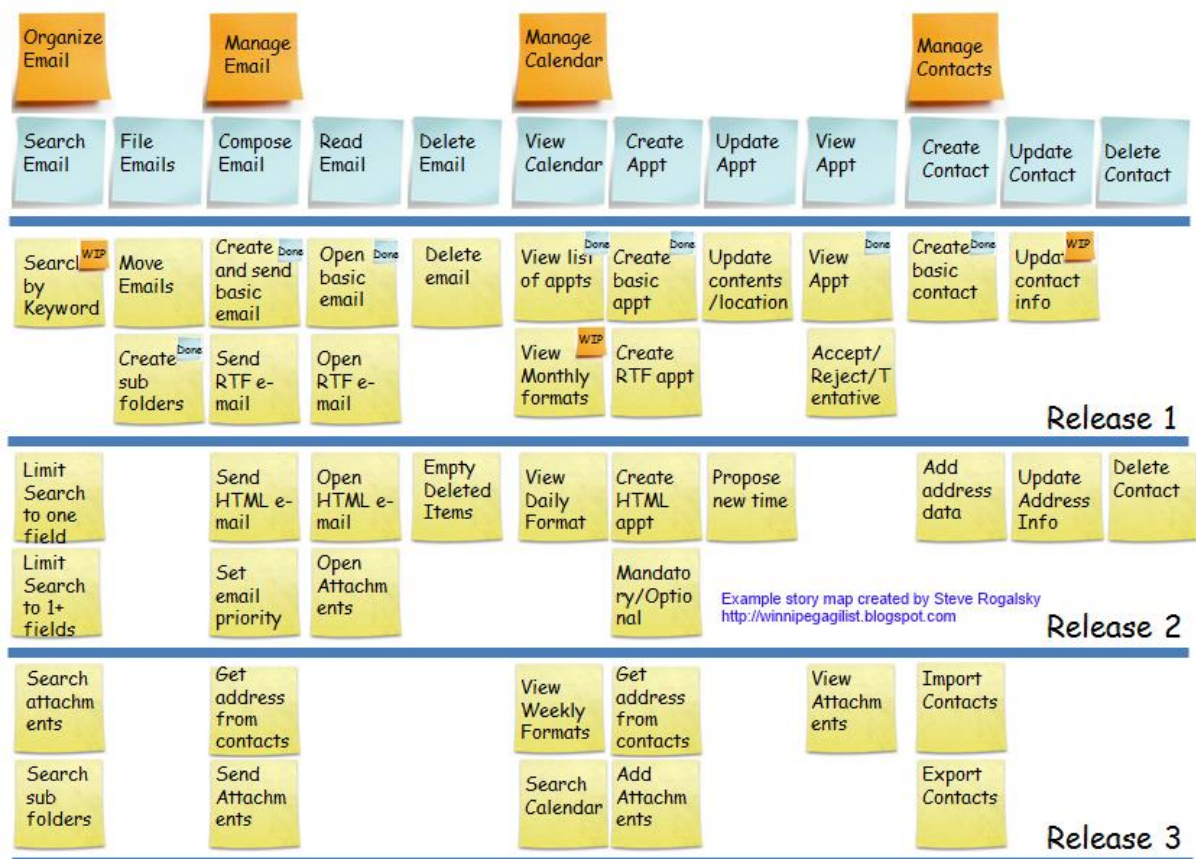 Organize
Email
Manage
Email
Manage
Calendar
Manage
Contacts
Search
Email
File
Emails
Compose
Email
Read
Email
Delete
Email
View
Calendar
Create
Appt
Update
Appt
View
Appt
Create
Contact
Update
Contact
Delete
Contact
WIP
Search
by
Keyword
Move
Emails
Done
Create
and send
basic
email
Done
Open
basic
email
Delete
email
Done
View list
of appts
Done
Create
basic
appt
Update
contents
/location
Done
View
Appt
Done
Create
basic
contact
WIP
Update
contact
info
Done
Create
sub
folders
Send
RTF e-
mail
Open
RTF e-
mail
WIP
View
Monthly
formats
Create
RTF appt
Accept/
Reject/T
entative
Release 1
Limit
Search
to one
field
Send
HTML e-
mail
Open
HTML e-
mail
Empty
Deleted
Items
View
Daily
Format
Create
HTML
appt
Propose
new time
Add
address
data
Update
Address
Info
Delete
Contact
Limit
Search
to 1+
fields
Set
email
priority
Open
Attachm
ents
Mandato
ry/Optio
nal
Example story map created by Steve Rogalsky
http://winnipegagilist.blogspot.com
Release 2
Search
attachm
ents
Get
address
from
contacts
View
Weekly
Formats
Get
address
from
contacts
View
Attachm
ents
Import
Contacts
Search
sub
folders
Send
Attachm
ents
Search
Calendar
Add
Attachm
ents
Export
Contacts
Release 3